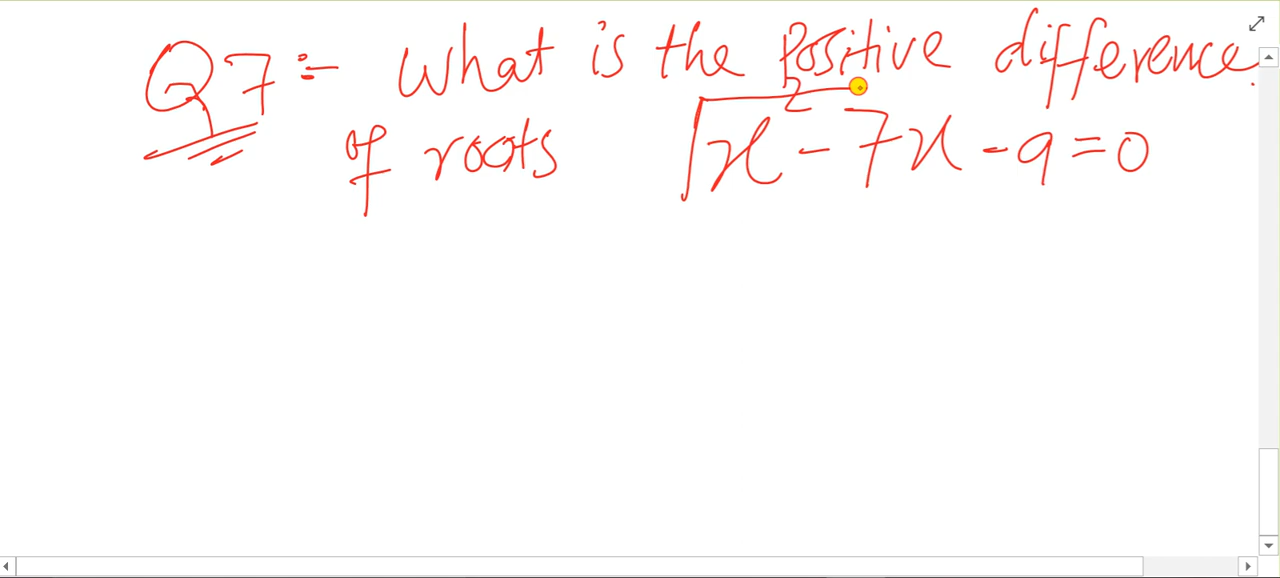 Q7:- What is the Positive difference
of roots √x² - 7x - 9 = 0